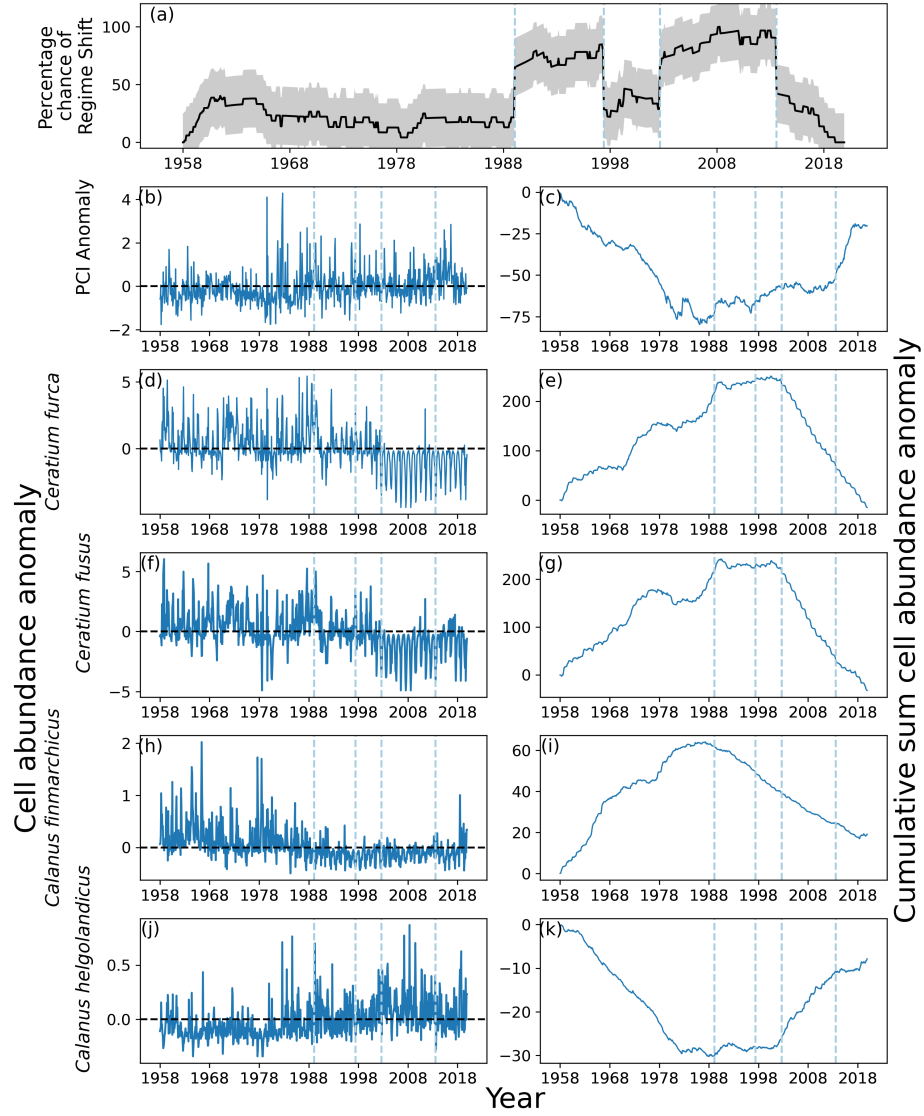 (a)
Percentage
chance of
Regime Shift
100
50
0
1958 1968 1978 1988 1998 2008 2018
(b)
PCI Anomaly
4
2
0
−2
1958 1968 1978 1988 1998 2008 2018
(c)
0
−25
−50
−75
1958 1968 1978 1988 1998 2008 2018
(d)
Ceratium furca
5
0
1958 1968 1978 1988 1998 2008 2018
(e)
200
100
0
1958 1968 1978 1988 1998 2008 2018
(f)
Ceratium fusus
5
0
−5
1958 1968 1978 1988 1998 2008 2018
(g)
200
100
0
1958 1968 1978 1988 1998 2008 2018
(h)
Calanus finmarchicus
2
1
0
1958 1968 1978 1988 1998 2008 2018
(i)
60
40
20
0
1958 1968 1978 1988 1998 2008 2018
(j)
Calanus helgolandicus
0.5
0.0
1958 1968 1978 1988 1998 2008 2018
(k)
0
−10
−20
−30
1958 1968 1978 1988 1998 2008 2018
Cell abundance anomaly
Cumulative sum cell abundance anomaly
Year